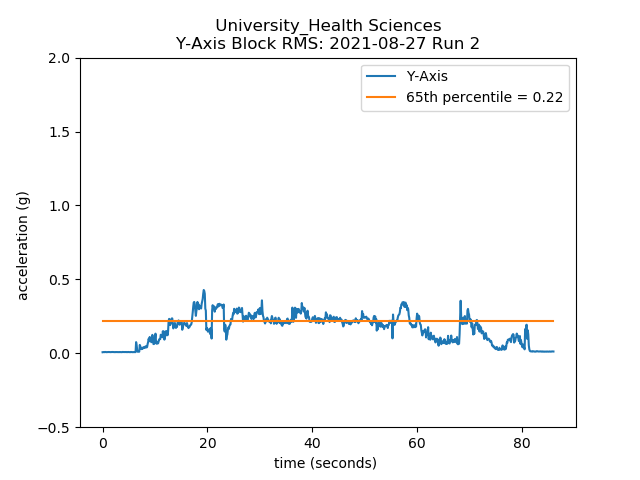 University_Health Sciences
Y-Axis Block RMS: 2021-08-27 Run 2
2.0
Y-Axis
65th percentile = 0.22
1.5
1.0
acceleration (g)
0.5
0.0
−0.5
0 20 40 60 80
time (seconds)